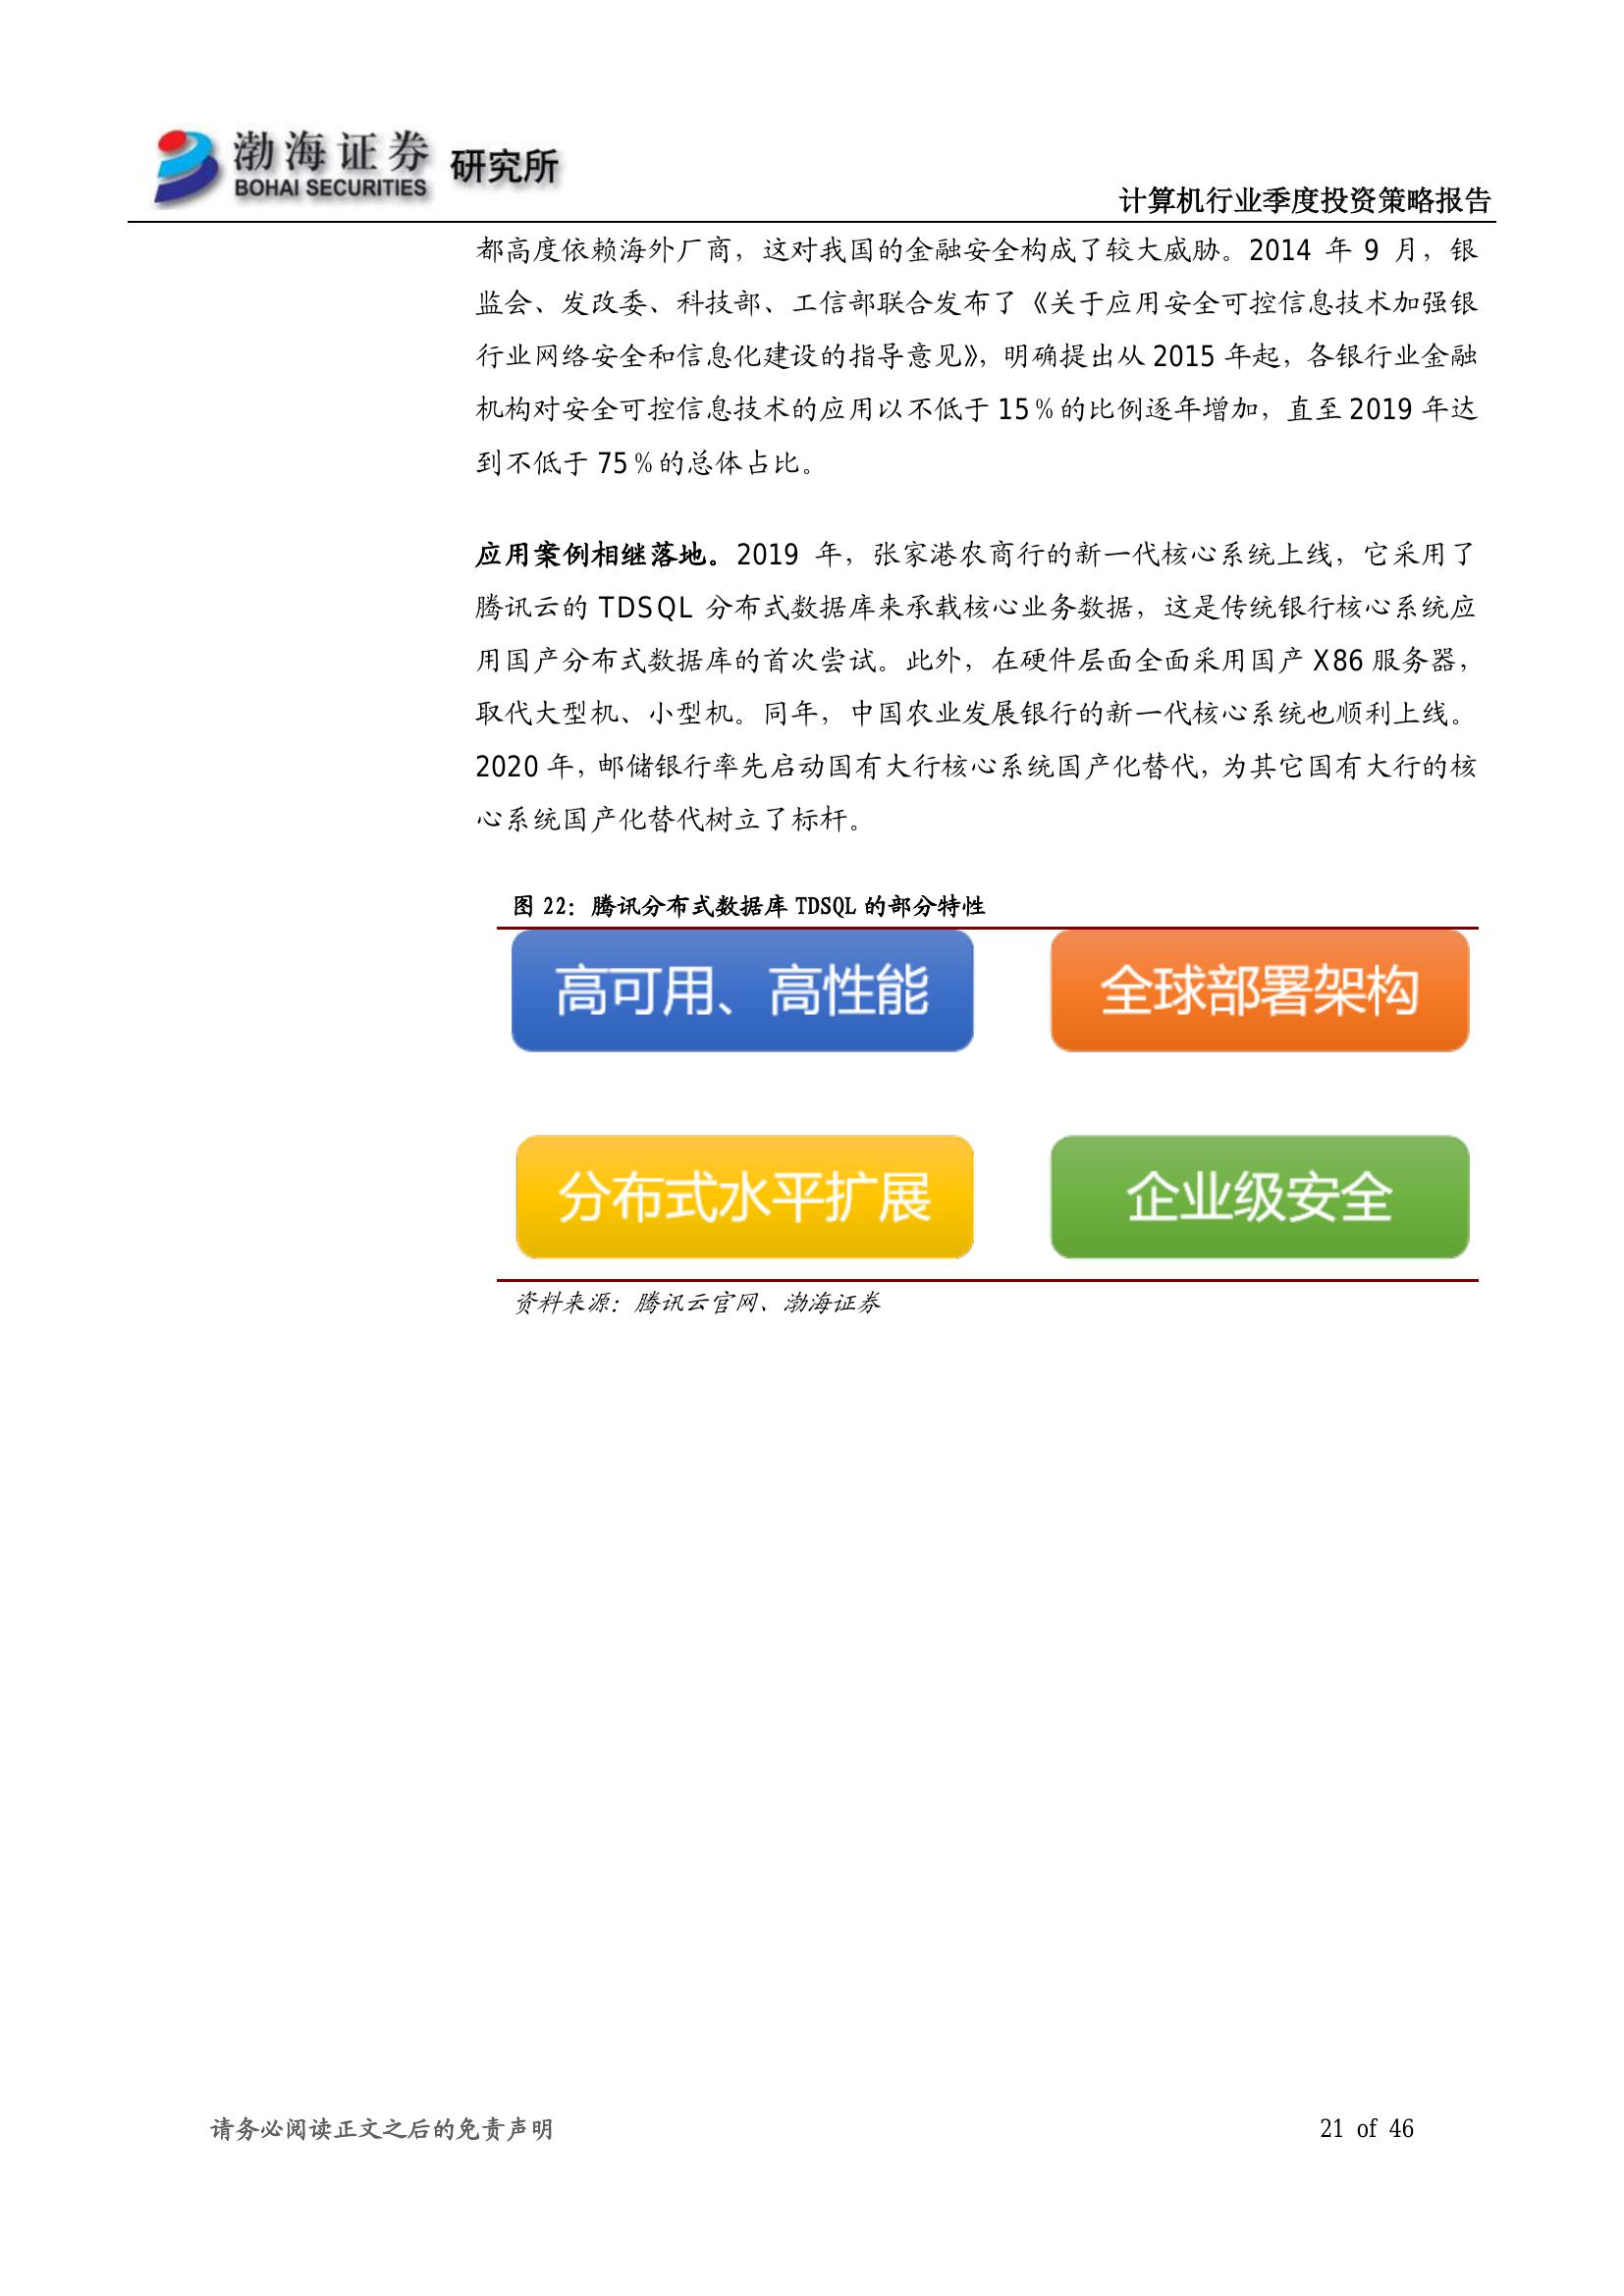 渤海证券 研究所
BOHAI SECURITIES
计算机行业季度投资策略报告
都高度依赖海外厂商，这对我国的金融安全构成了较大威胁。2014 年 9 月，银
监会、发改委、科技部、工信部联合发布了《关于应用安全可控信息技术加强银
行业网络安全和信息化建设的指导意见》，明确提出从 2015 年起，各银行业金融
机构对安全可控信息技术的应用以不低于 15%的比例逐年增加，直至 2019 年达
到不低于 75%的总体占比。
应用案例相继落地。2019 年，张家港农商行的新一代核心系统上线，它采用了
腾讯云的 TDSQL 分布式数据库来承载核心业务数据，这是传统银行核心系统应
用国产分布式数据库的首次尝试。此外，在硬件层面全面采用国产 X86 服务器，
取代大型机、小型机。同年，中国农业发展银行的新一代核心系统也顺利上线。
2020 年，邮储银行率先启动国有大行核心系统国产化替代，为其它国有大行的核
心系统国产化替代树立了标杆。
图 22：腾讯分布式数据库 TDSQL 的部分特性
高可用、高性能
全球部署架构
分布式水平扩展
企业级安全
资料来源：腾讯云官网、渤海证券
请务必阅读正文之后的免责声明
21 of 46